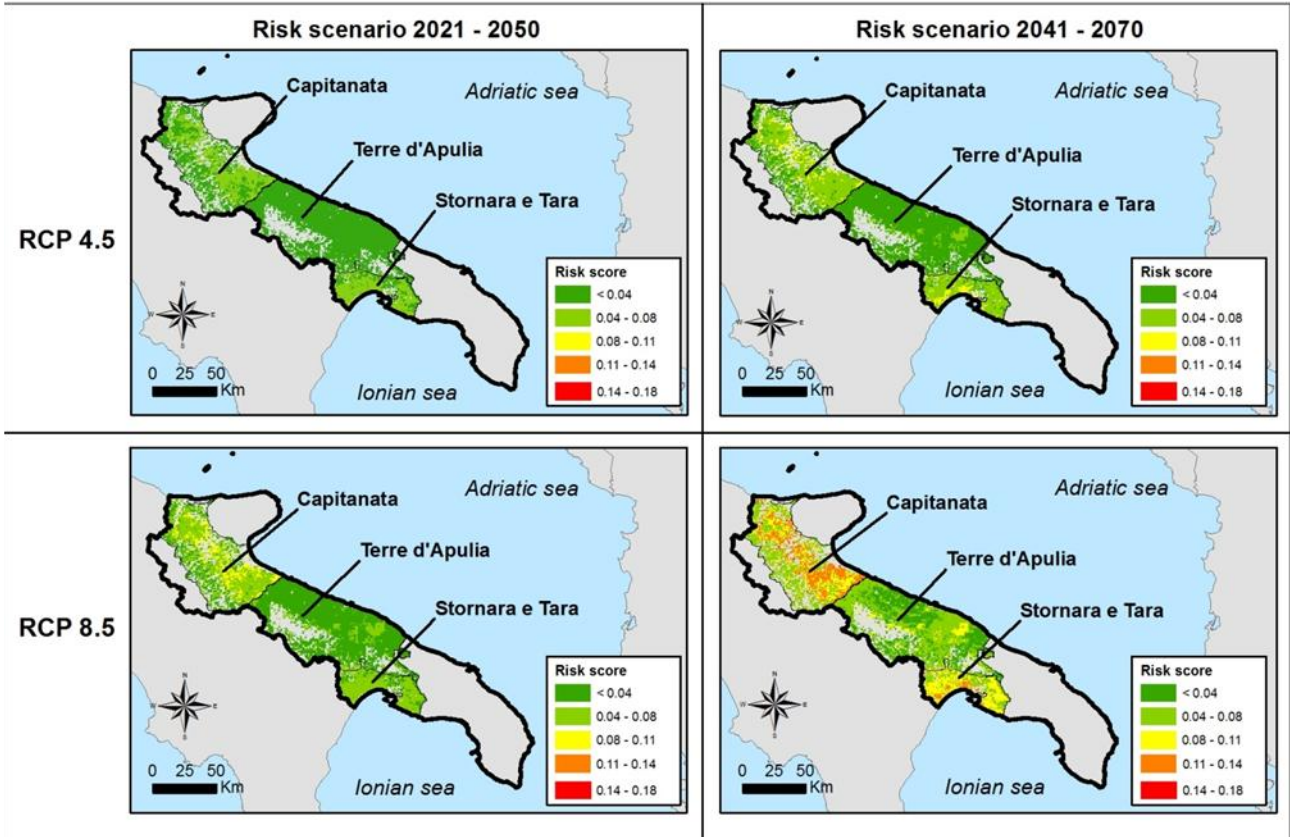 Risk scenario 2021 - 2050
Risk scenario 2041 - 2070
RCP 4.5
Capitanata
Adriatic sea
Terre d'Apulia
Stornara e Tara
Risk score
< 0.04
0.04 - 0.08
0.08 - 0.11
0.11 - 0.14
0.14 - 0.18
N
W
E
S
0 25 50
Km
Ionian sea
Capitanata
Adriatic sea
Terre d'Apulia
Stornara e Tara
Risk score
< 0.04
0.04 - 0.08
0.08 - 0.11
0.11 - 0.14
0.14 - 0.18
N
W
E
S
0 25 50
Km
Ionian sea
RCP 8.5
Capitanata
Adriatic sea
Terre d'Apulia
Stornara e Tara
Risk score
< 0.04
0.04 - 0.08
0.08 - 0.11
0.11 - 0.14
0.14 - 0.18
N
W
E
S
0 25 50
Km
Ionian sea
Capitanata
Adriatic sea
Terre d'Apulia
Stornara e Tara
Risk score
< 0.04
0.04 - 0.08
0.08 - 0.11
0.11 - 0.14
0.14 - 0.18
N
W
E
S
0 25 50
Km
Ionian sea